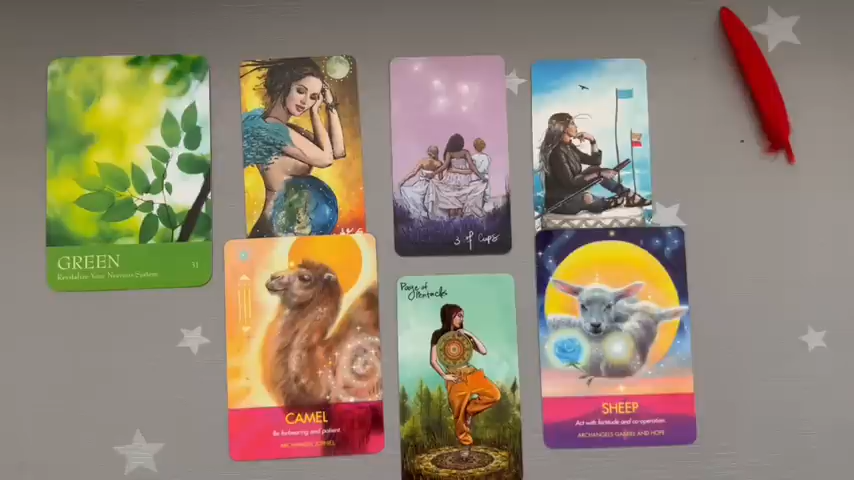 GREEN
31
Revitalize Your Nervous System
3 of Cups
CAMEL
Be forbearing and patient
Page of
Pentacles
SHEEP
Act with fortitude and co-operation
ARCHANGELS GABRIEL AND HOPE